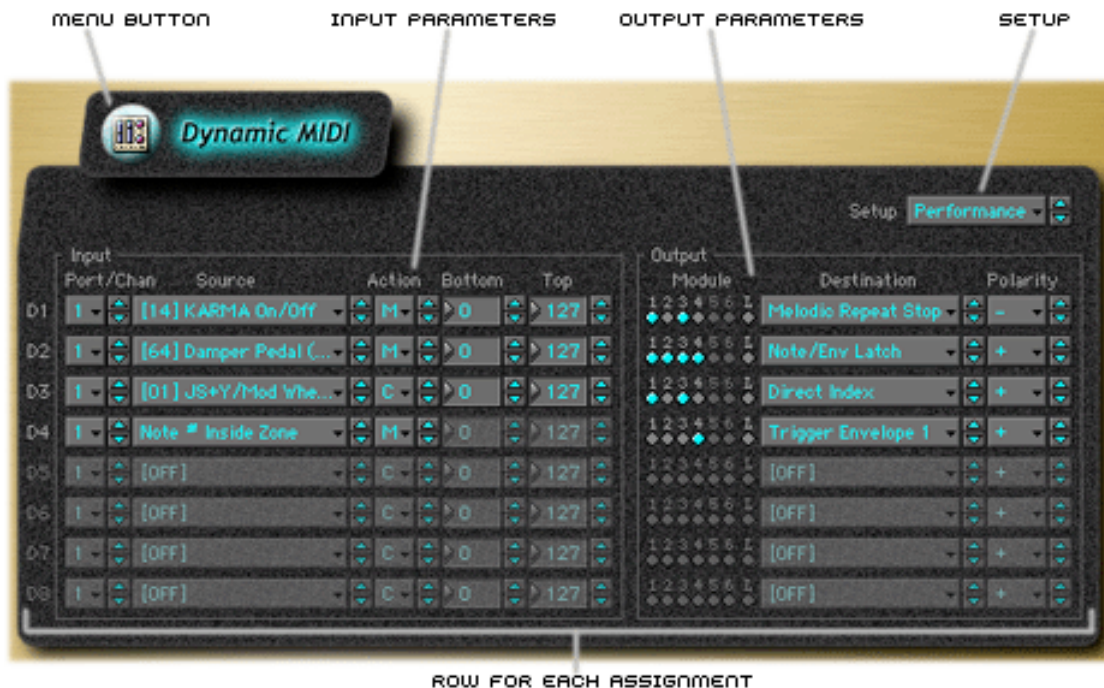 MENU BUTTON INPUT PARAMETERS OUTPUT PARAMETERS SETUP
Dynamic MIDI
Setup Performance
Input Output
Port/Chan Source Action Bottom Top Module Destination Polarity
1 2 3 4 5 6 L
D1 1 [14] KARMA On/Off M 0 127 Melodic Repeat Stop -
1 2 3 4 5 6 L
D2 1 [64] Damper Pedal (... M 0 127 Note/Env Latch +
1 2 3 4 5 6 L
D3 1 [01] JS+Y/Mod Whe... C 0 127 Direct Index +
1 2 3 4 5 6 L
D4 1 Note # Inside Zone M 0 127 Trigger Envelope 1 +
1 2 3 4 5 6 L
D5 1 [OFF] C 0 127 [OFF] +
1 2 3 4 5 6 L
D6 1 [OFF] C 0 127 [OFF] +
1 2 3 4 5 6 L
D7 1 [OFF] C 0 127 [OFF] +
1 2 3 4 5 6 L
D8 1 [OFF] C 0 127 [OFF] +
ROW FOR EACH ASSIGNMENT